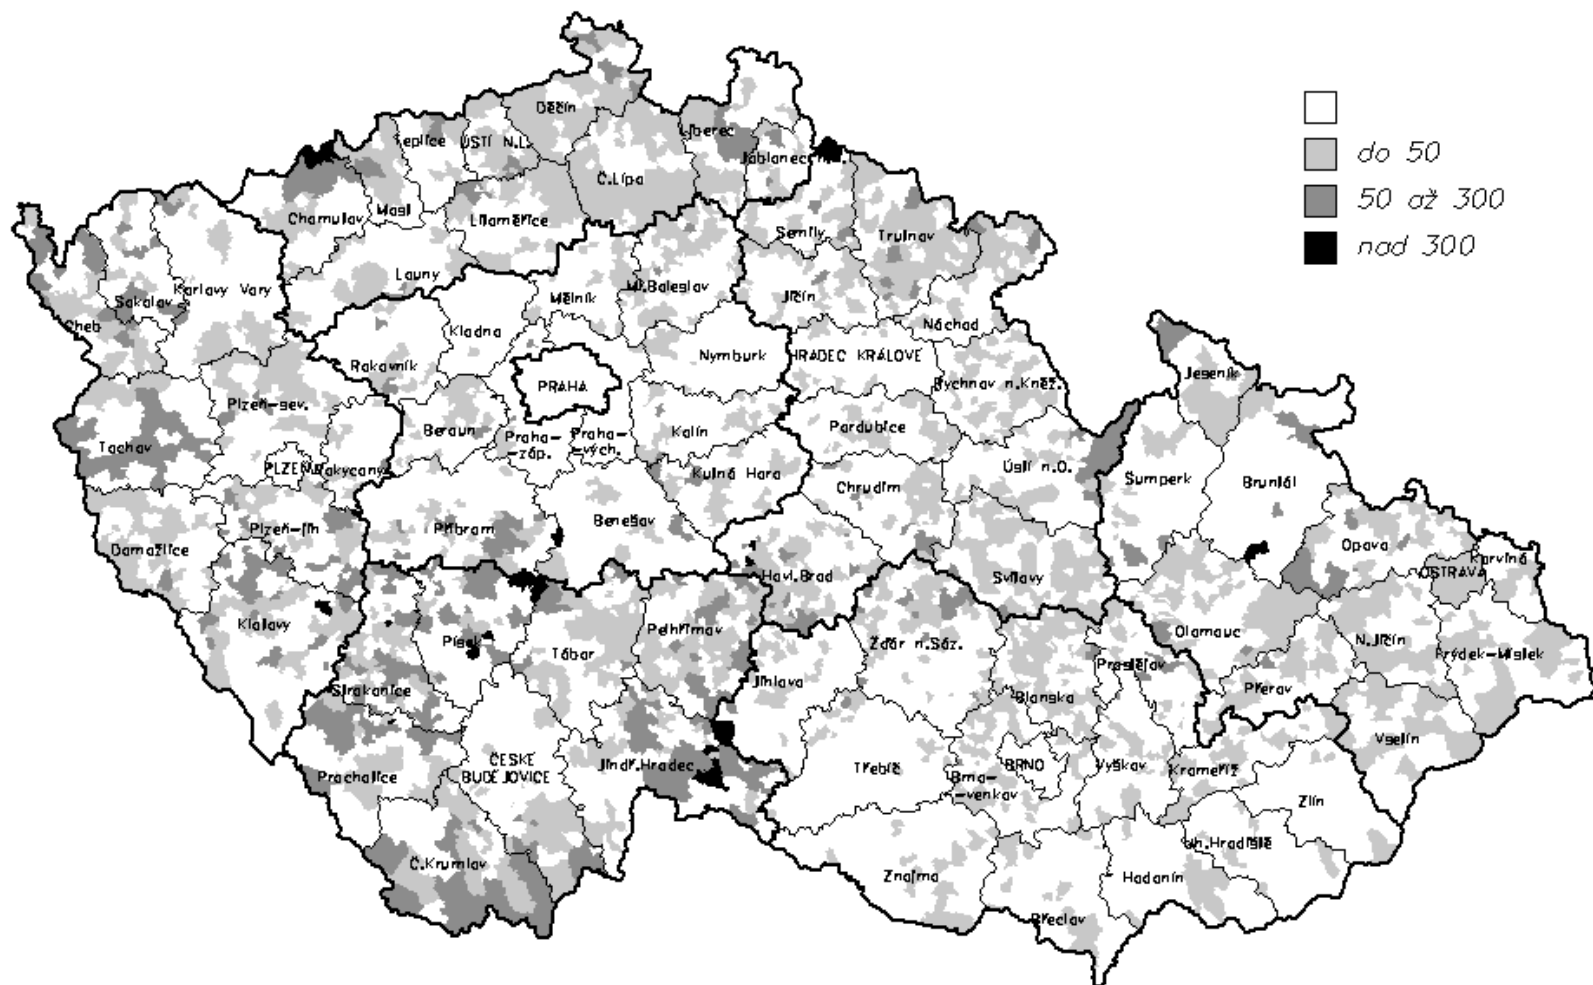 do 50
50 až 300
nad 300
Děčín
Teplice
ÚSTÍ N.L.
Liberec
Jablonec n.N.
Č.Lípa
Chomutov
Most
Litoměřice
Semily
Trutnov
Louny
Sokolov
Karlovy Vary
Mělník
Ml.Boleslav
Jičín
Cheb
Kladno
Náchod
Rakovník
Nymburk
HRADEC KRÁLOVÉ
PRAHA
Rychnov n.Kněž.
Jeseník
Plzeň-sev.
Beroun
Praha-
-záp.
Praha-
-vých.
Kolín
Pardubice
Tachov
PLZEŇ
Rokycany
Kutná Hora
Ústí n.O.
Šumperk
Bruntál
Chrudim
Plzeň-jih
Příbram
Benešov
Domažlice
Opava
Karviná
OSTRAVA
Havl.Brod
Svitavy
Klatovy
Písek
Pelhřimov
Tábor
Žďár n.Sáz.
Olomouc
N.Jičín
Frýdek-Místek
Prostějov
Jihlava
Strakonice
Blansko
Přerov
Vsetín
ČESKÉ
BUDĚJOVICE
Jindř.Hradec
Prachatice
Třebíč
Brno-
-venkov
BRNO
Vyškov
Kroměříž
Zlín
Č.Krumlov
Uh.Hradiště
Znojmo
Hodonín
Břeclav